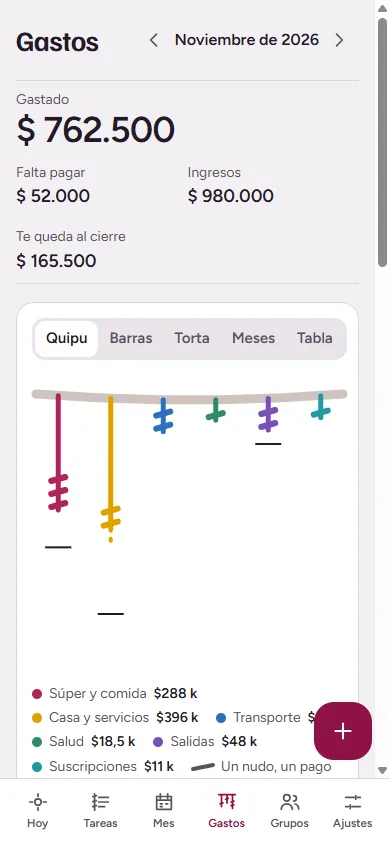 Gastos
Noviembre de 2026
Gastado
$ 762.500
Falta pagar
Ingresos
$ 52.000
$ 980.000
Te queda al cierre
$ 165.500
Quipu Barras Torta Meses Tabla
Súper y comida $288 k
Casa y servicios $396 k Transporte
Salud $18,5 k Salidas $48 k
Suscripciones $11 k Un nudo, un pago
Hoy Tareas Mes Gastos Grupos Ajustes